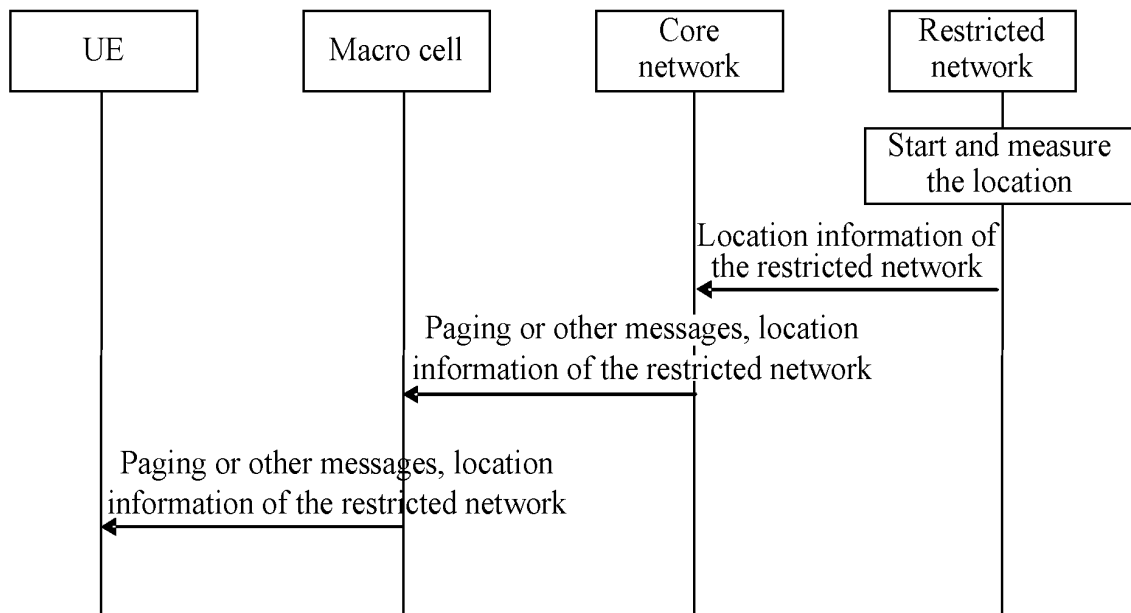 UE
Macro cell
Core
network
Restricted
network
Start and measure
the location
Location information of
the restricted network
Paging or other messages, location
information of the restricted network
Paging or other messages, location
information of the restricted network